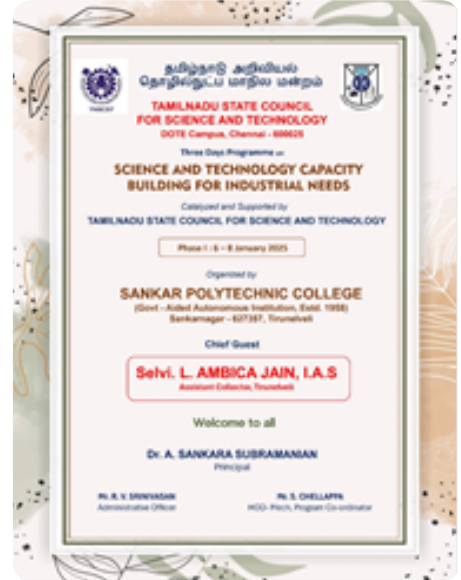 தமிழ்நாடு அறிவியல்
தொழில்நுட்ப மாநில மன்றம்
TAMILNADU STATE COUNCIL
FOR SCIENCE AND TECHNOLOGY
DOTE Campus, Chennai - 600025
Three Days Programme on
SCIENCE AND TECHNOLOGY CAPACITY
BUILDING FOR INDUSTRIAL NEEDS
Catalyzed and Supported by
TAMILNADU STATE COUNCIL FOR SCIENCE AND TECHNOLOGY
Phase I : 6 – 8 January 2025
Organized by
SANKAR POLYTECHNIC COLLEGE
(Govt - Aided Autonomous Institution, Estd. 1958)
Sankarnagar - 627357, Tirunelveli
Chief Guest
Selvi. L. AMBICA JAIN, I.A.S
Assistant Collector, Tirunelveli
Welcome to all
Dr. A. SANKARA SUBRAMANIAN
Principal
Mr. R. V. SRINIVASAN
Administrative Officer
S. CHELLAPPA
HOD- Mech, Program Co-ordinator